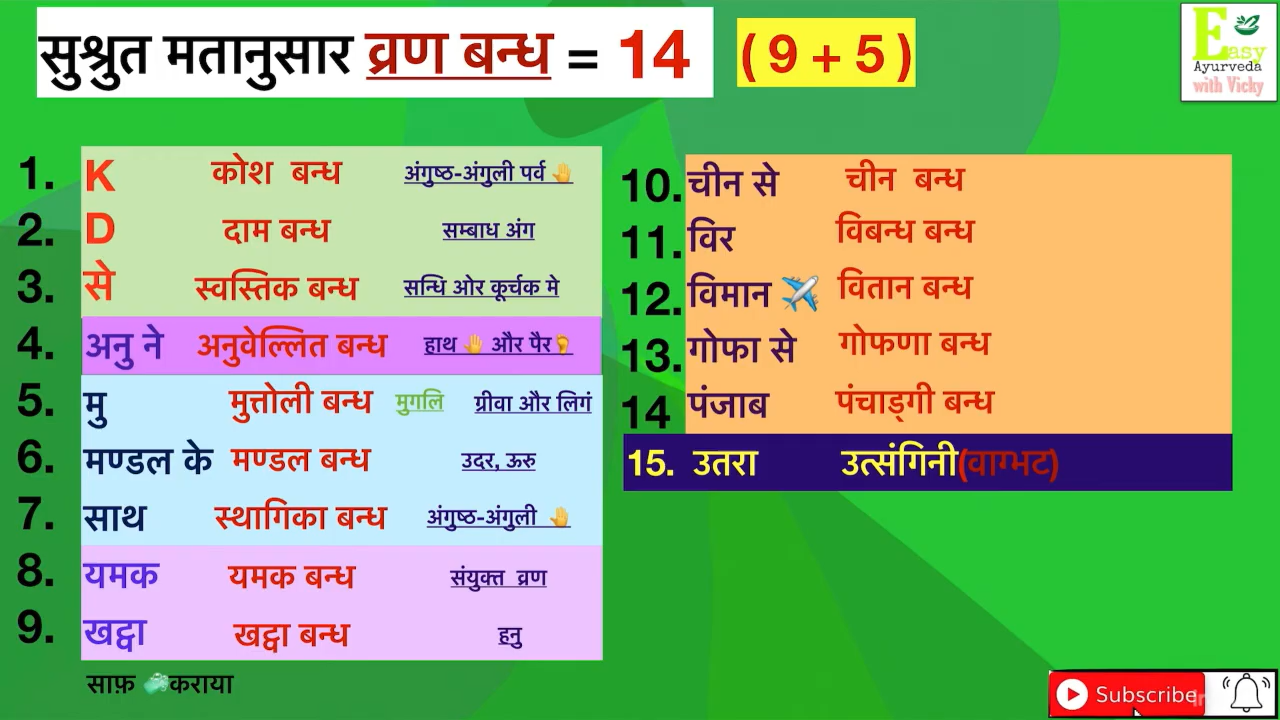 सुश्रुत मतानुसार व्रण बन्ध = 14 ( 9 + 5 )
Easy
Ayurveda
with Vicky
1. K कोश बन्ध अंगुष्ठ-अंगुली पर्व
2. D दाम बन्ध सम्बाध अंग
3. से स्वस्तिक बन्ध सन्धि ओर कूर्चक मे
4. अनु ने अनुवेल्लित बन्ध हाथ और पैर
5. मु मुत्तोली बन्ध मुगलि ग्रीवा और लिगं
6. मण्डल के मण्डल बन्ध उदर, ऊरु
7. साथ स्थागिका बन्ध अंगुष्ठ-अंगुली
8. यमक यमक बन्ध संयुक्त व्रण
9. खट्वा खट्वा बन्ध हनु
साफ़ कराया
10. चीन से चीन बन्ध
11. विर विबन्ध बन्ध
12. विमान वितान बन्ध
13. गोफा से गोफणा बन्ध
14 पंजाब पंचाड्गी बन्ध
15. उतरा उत्संगिनी(वाग्भट)
Subscribe